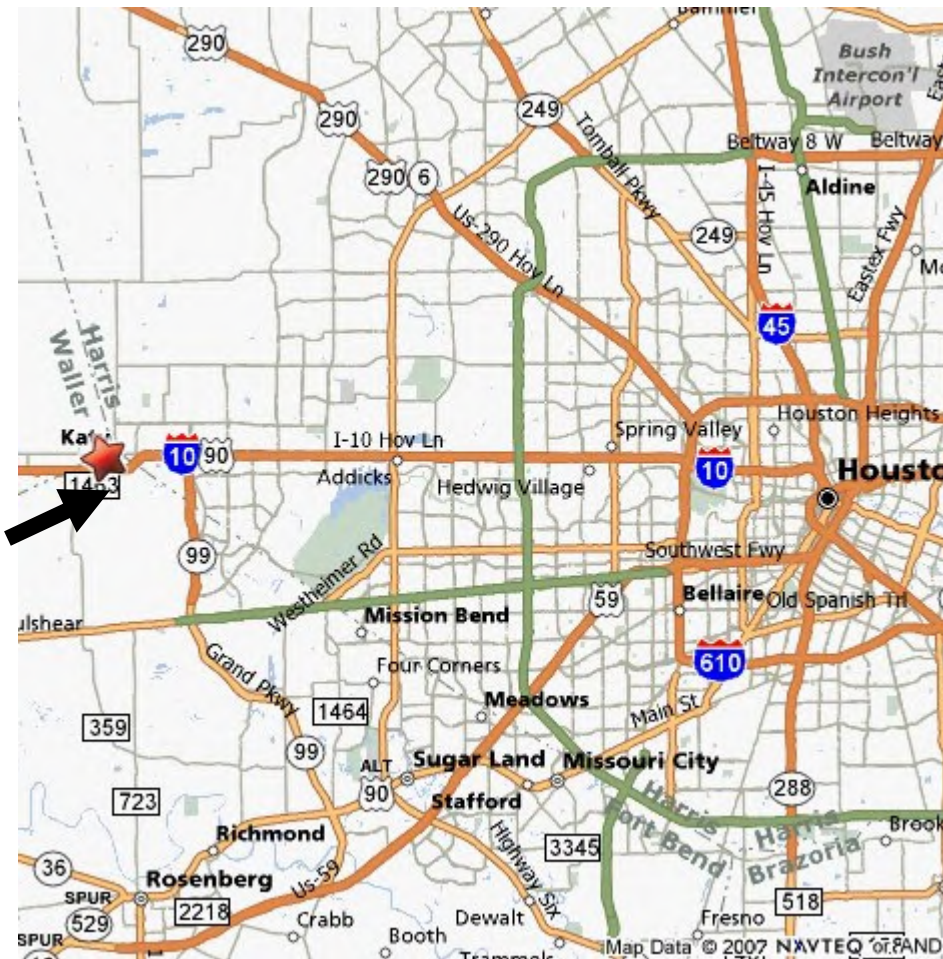 Bammel
290
Bush
Intercon'l
Airport
290
249
Tomball Pkwy
Beltway 8 W
Beltway
290
6
I-45 Hov Ln
Aldine
Us-290 Hov Ln
249
Eastex Fwy
45
Harris
Waller
Houston Heights
Spring Valley
I-10 Hov Ln
10
90
10
Addicks
Hedwig Village
1463
99
Westheimer Rd
Southwest Fwy
59
Bellaire
Old Spanish Trl
Mission Bend
ulshear
Four Corners
610
Grand Pkwy
1464
Meadows
Main St
359
99
ALT
90
Sugar Land
Missouri City
723
Stafford
288
Harris
Fort Bend
Harris
Brazoria
Brook
Richmond
3345
36
Us-59
Highway Six
SPUR
Rosenberg
529
2218
518
Crabb
Dewalt
Fresno
SPUR
Booth
Map Data © 2007 NAVTEQ